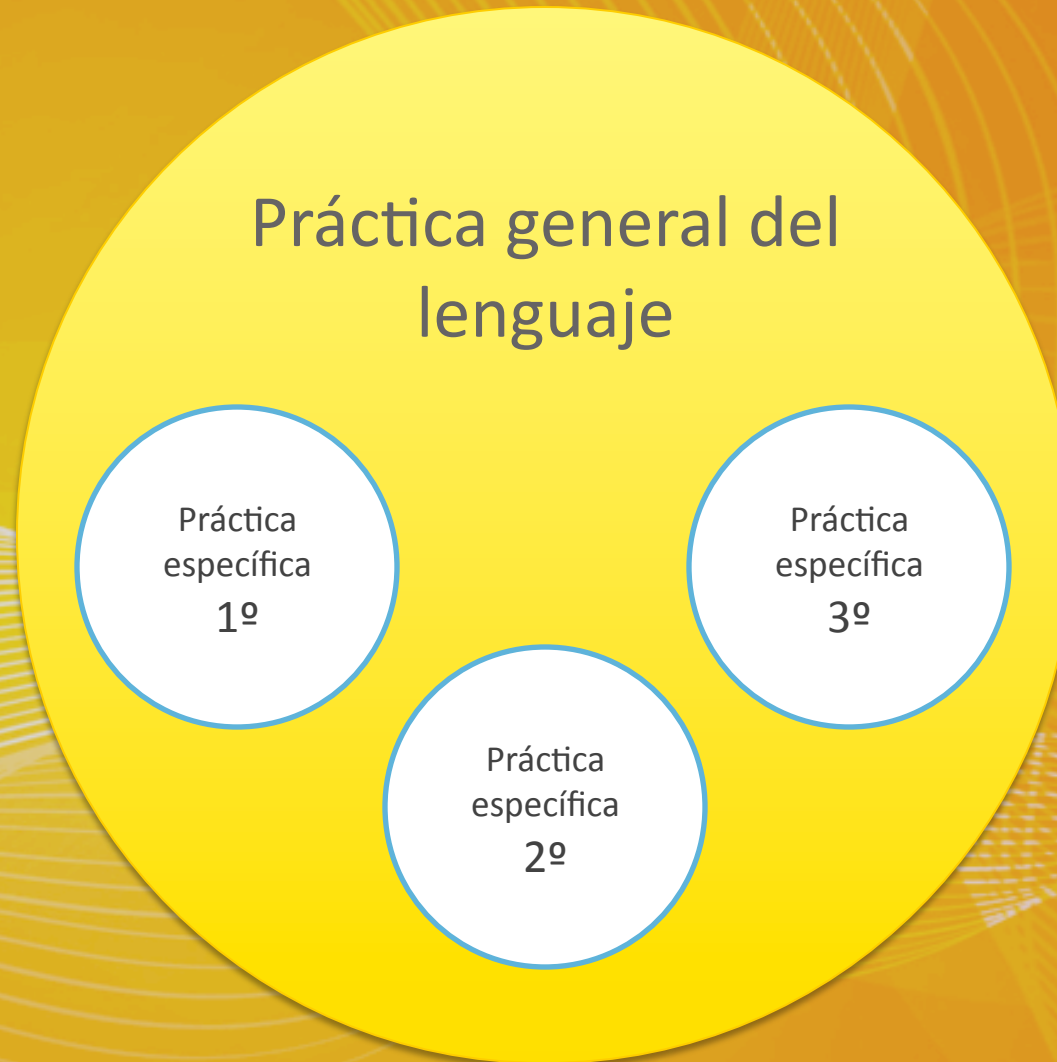 Práctica general del
lenguaje
Práctica
específica
1º
Práctica
específica
3º
Práctica
específica
2º